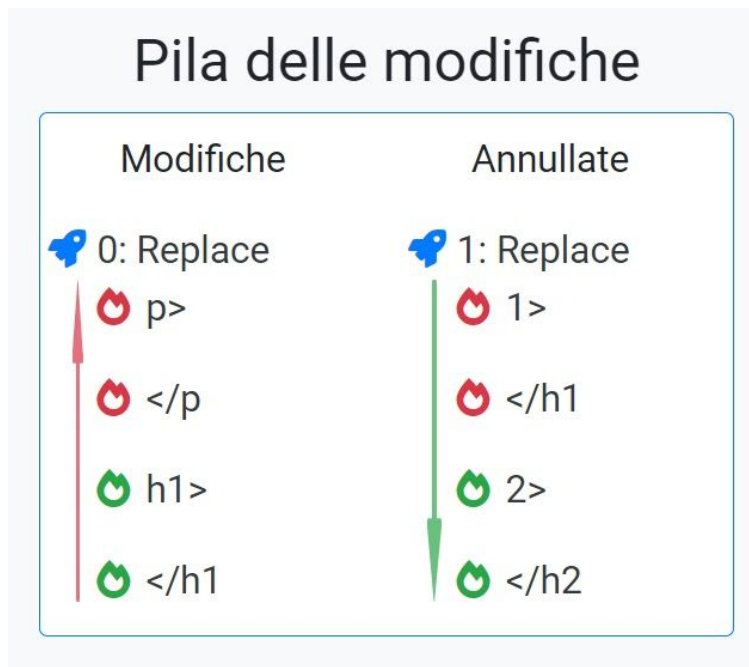 Pila delle modifiche
Modifiche
0: Replace
p>
</p
h1>
</h1
Annullate
1: Replace
1>
</h1
2>
</h2